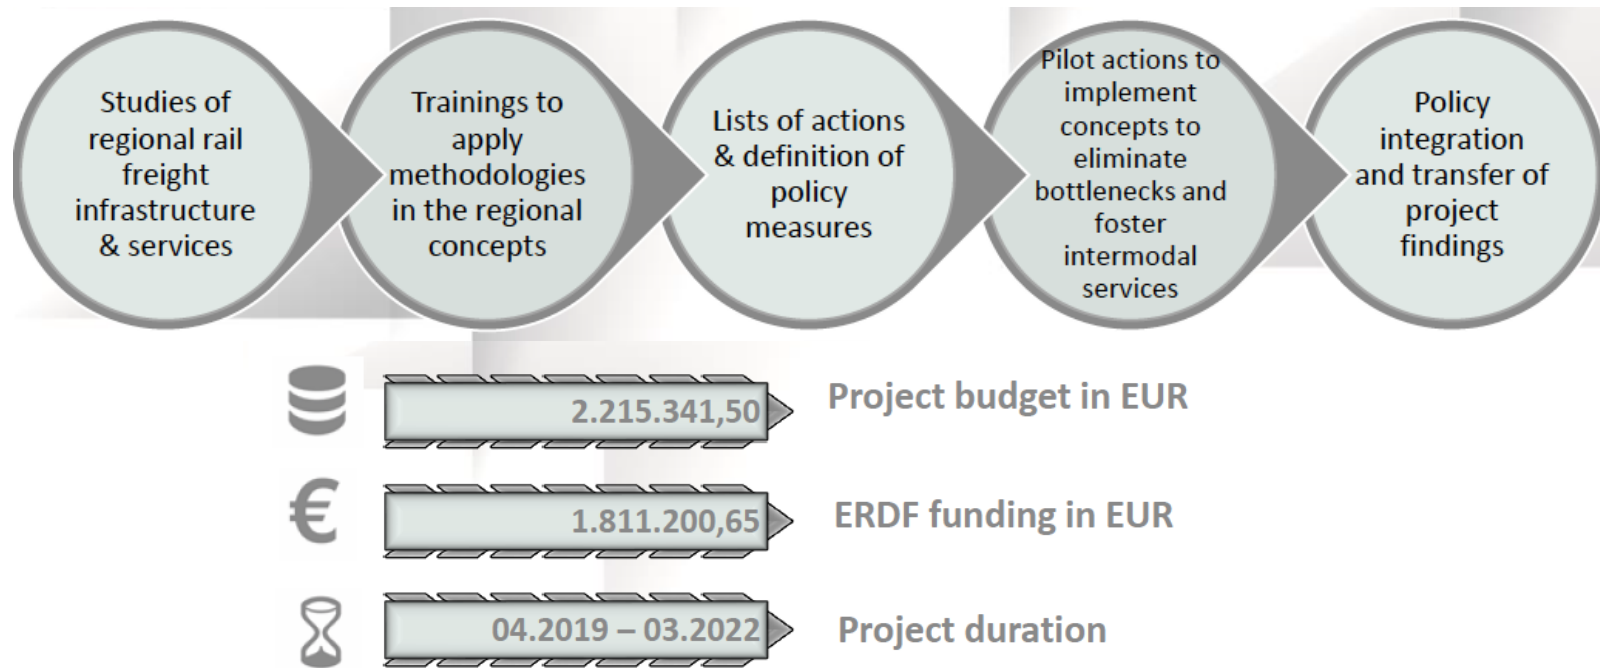 Studies of
regional rail
freight
infrastructure
& services
Trainings to
apply
methodologies
in the regional
concepts
Lists of actions
& definition of
policy
measures
Pilot actions to
implement
concepts to
eliminate
bottlenecks and
foster
intermodal
services
Policy
integration
and transfer of
project
findings
2.215.341,50
Project budget in EUR
€
1.811.200,65
ERDF funding in EUR
04.2019 – 03.2022
Project duration